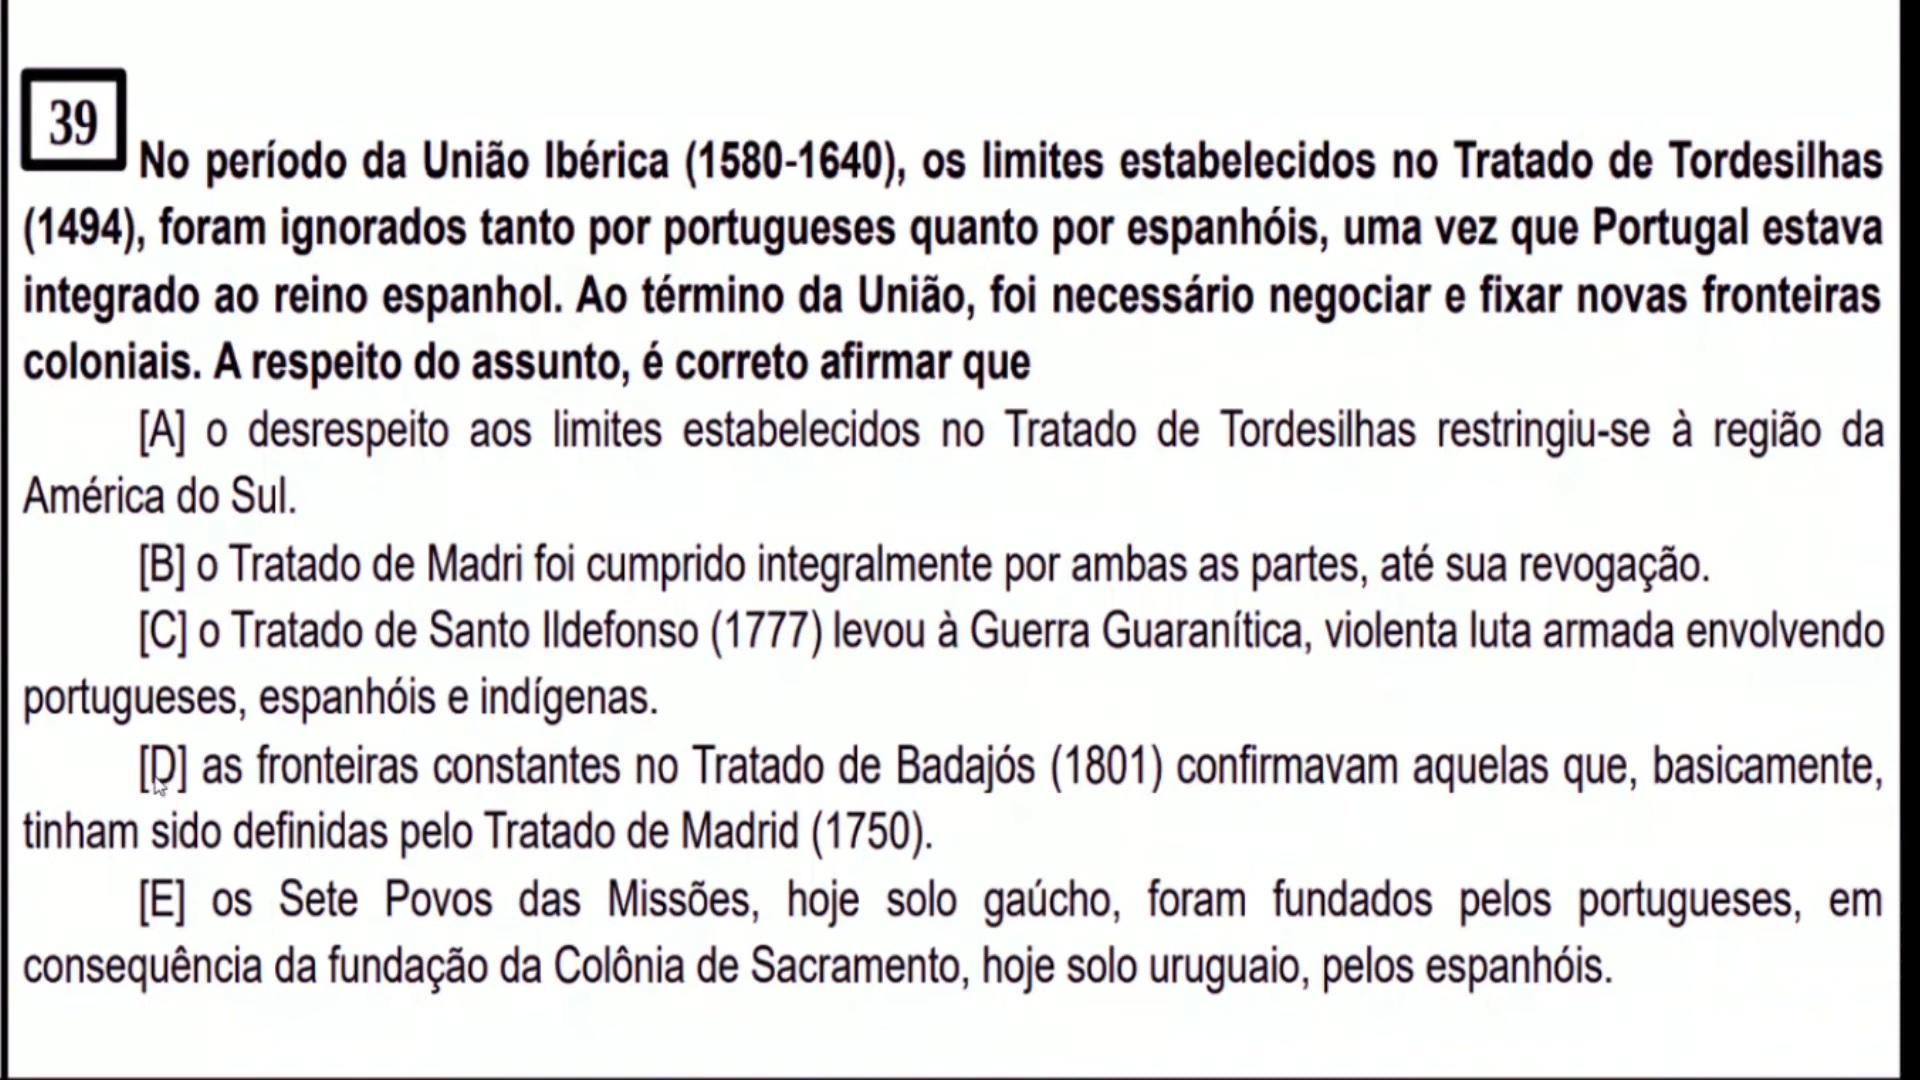 39
No período da União Ibérica (1580-1640), os limites estabelecidos no Tratado de Tordesilhas
(1494), foram ignorados tanto por portugueses quanto por espanhóis, uma vez que Portugal estava
integrado ao reino espanhol. Ao término da União, foi necessário negociar e fixar novas fronteiras
coloniais. A respeito do assunto, é correto afirmar que
[A] o desrespeito aos limites estabelecidos no Tratado de Tordesilhas restringiu-se à região da
América do Sul.
[B] o Tratado de Madri foi cumprido integralmente por ambas as partes, até sua revogação.
[C] o Tratado de Santo Ildefonso (1777) levou à Guerra Guaranítica, violenta luta armada envolvendo
portugueses, espanhóis e indígenas.
[D] as fronteiras constantes no Tratado de Badajós (1801) confirmavam aquelas que, basicamente,
tinham sido definidas pelo Tratado de Madrid (1750).
[E] os Sete Povos das Missões, hoje solo gaúcho, foram fundados pelos portugueses, em
consequência da fundação da Colônia de Sacramento, hoje solo uruguaio, pelos espanhóis.